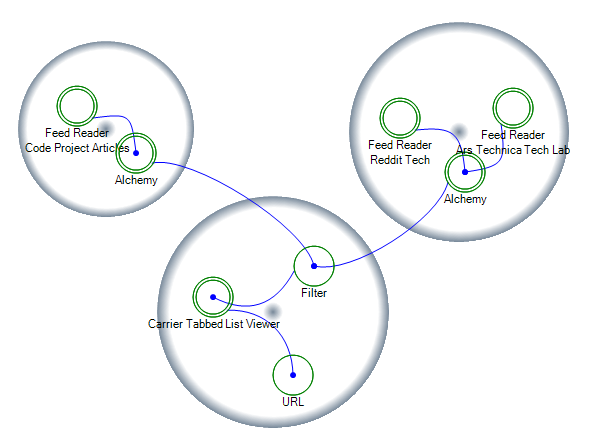 Feed Reader
Code Project Articles
Alchemy
Feed Reader
Reddit Tech
Feed Reader
Ars Technica Tech Lab
Alchemy
Filter
Carrier Tabbed List Viewer
URL